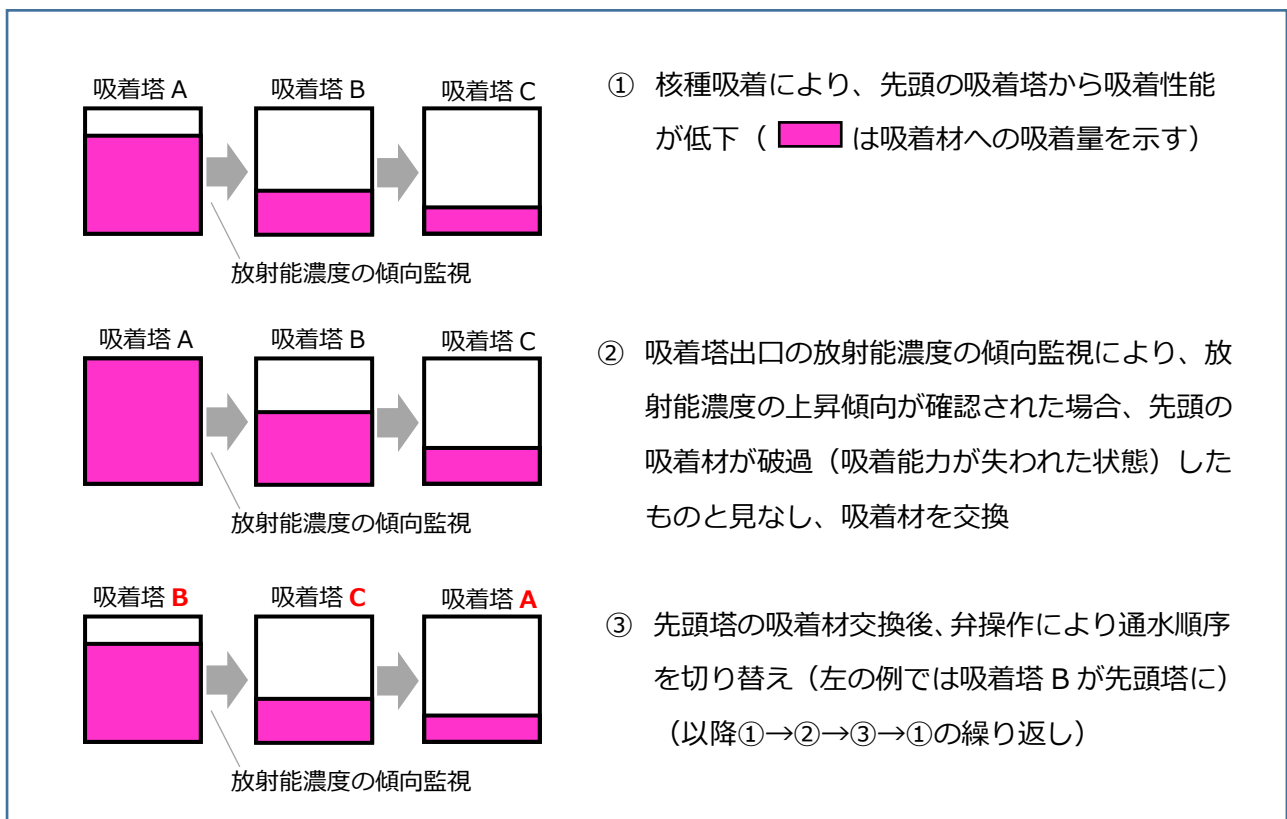 吸着塔 A 吸着塔 B 吸着塔 C
① 核種吸着により、先頭の吸着塔から吸着性能
が低下（ は吸着材への吸着量を示す）
放射能濃度の傾向監視
吸着塔 A 吸着塔 B 吸着塔 C
② 吸着塔出口の放射能濃度の傾向監視により、放
射能濃度の上昇傾向が確認された場合、先頭の
吸着材が破過（吸着能力が失われた状態）した
ものと見なし、吸着材を交換
放射能濃度の傾向監視
吸着塔 B 吸着塔 C 吸着塔 A
③ 先頭塔の吸着材交換後、弁操作により通水順序
を切り替え（左の例では吸着塔 B が先頭塔に）
（以降①→②→③→①の繰り返し）
放射能濃度の傾向監視